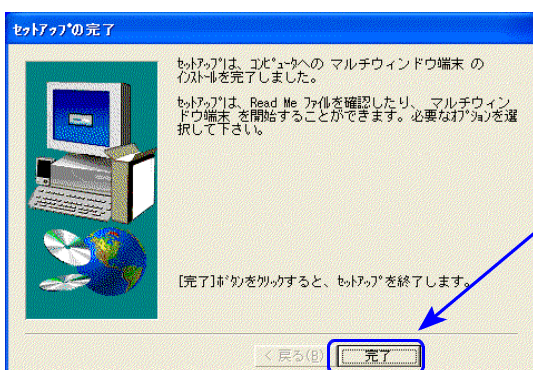 ｾｯﾄｱｯﾌﾟの完了
ｾｯﾄｱｯﾌﾟは、ｺﾝﾋﾟｭｰﾀへの マルチウィンドウ端末 の
ｲﾝｽﾄｰﾙを完了しました。
ｾｯﾄｱｯﾌﾟは、Read Me ﾌｧｲﾙを確認したり、 マルチウィン
ドウ端末 を開始することができます。必要なｵﾌﾟｼｮﾝを選
択して下さい。
[完了]ﾎﾞﾀﾝをｸﾘｯｸすると、ｾｯﾄｱｯﾌﾟを終了します。
< 戻る(B)
完了